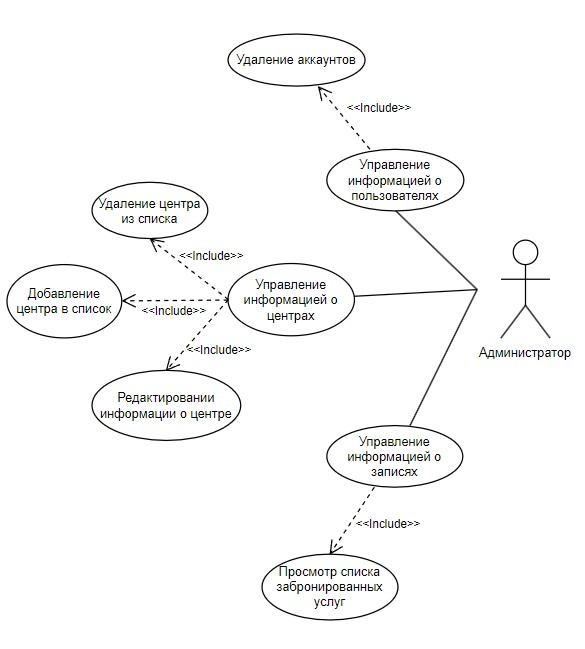 Удаление аккаунтов
<<Include>>
Управление
информацией о
пользователях
Удаление центра
из списка
<<Include>>
Добавление
центра в список
<<Include>>
Управление
информацией о
центрах
<<Include>>
Редактировании
информации о центре
Администратор
Управление
информацией о
записях
<<Include>>
Просмотр списка
забронированных
услуг